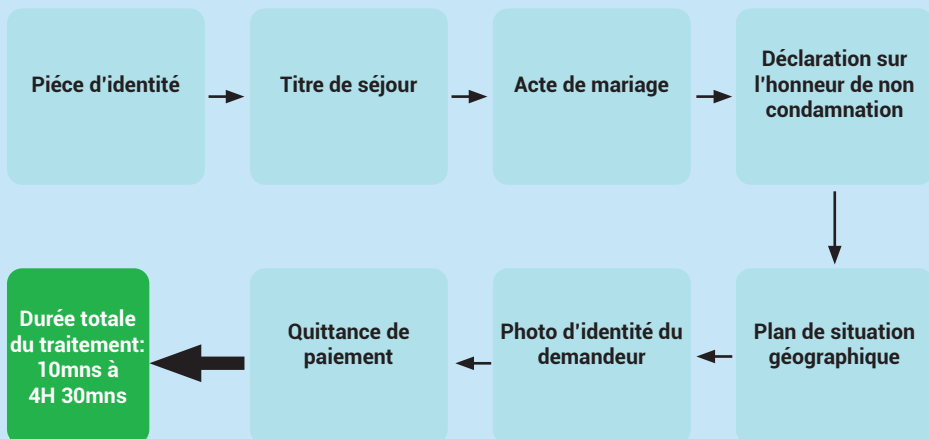 Piéce d'identité
Titre de séjour
Acte de mariage
Déclaration sur
l'honneur de non
condamnation
Plan de situation
géographique
Photo d'identité du
demandeur
Quittance de
paiement
Durée totale
du traitement:
10mns à
4H 30mns